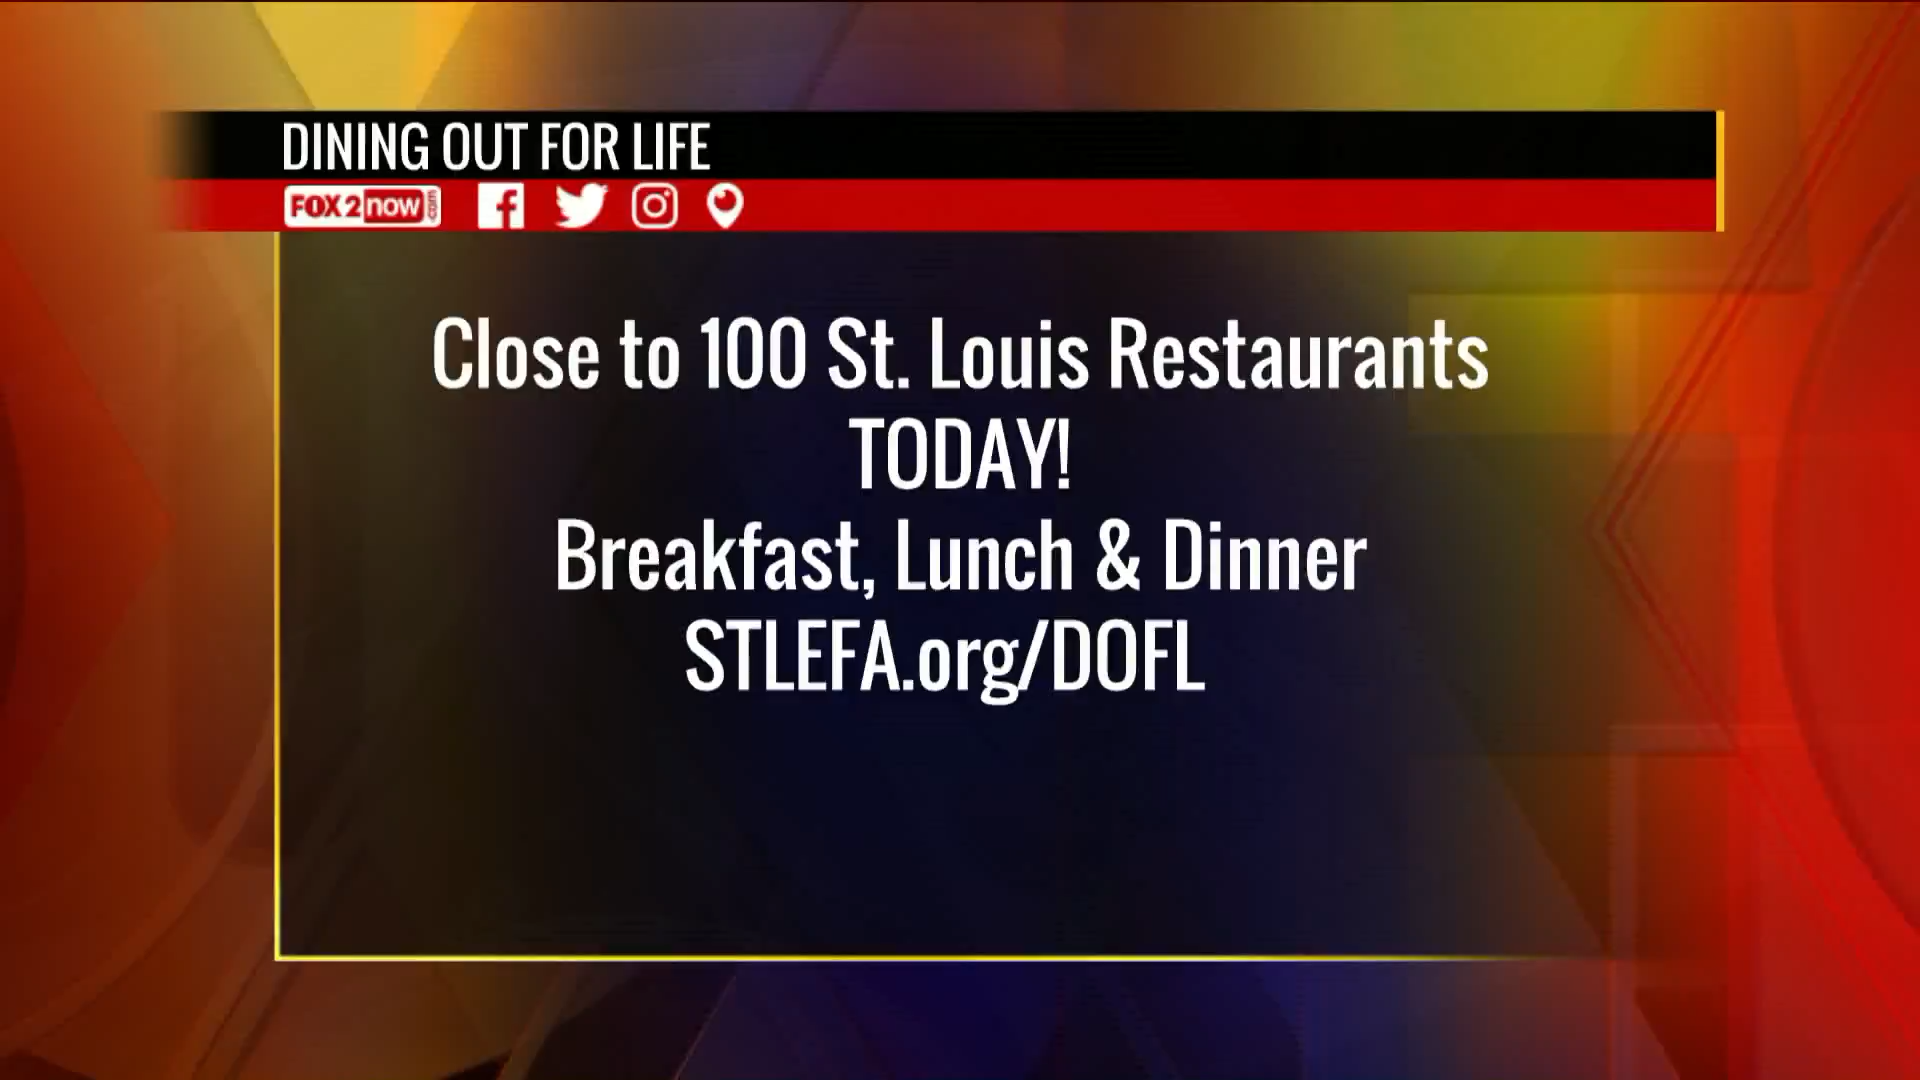 DINING OUT FOR LIFE
FOX2now.com
Close to 100 St. Louis Restaurants
TODAY!
Breakfast, Lunch & Dinner
STLEFA.org/DOFL